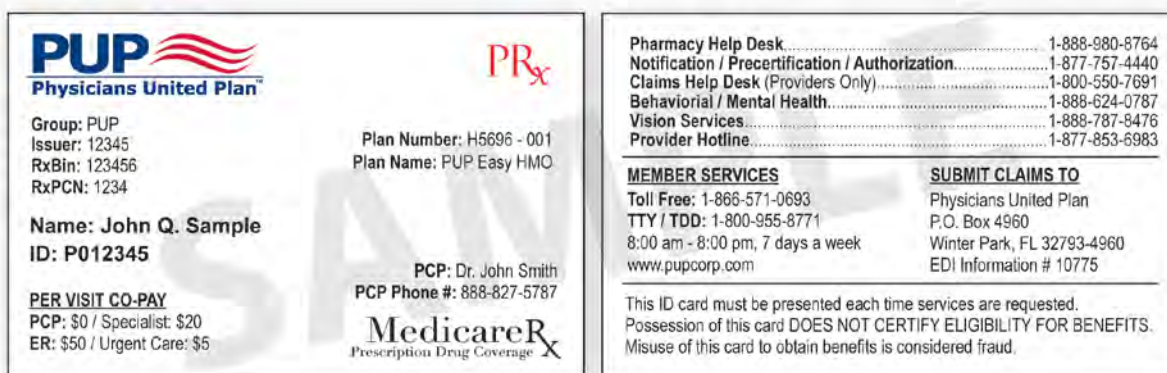 PUP
Physicians United Plan™
PRx
Group: PUP
Issuer: 12345
RxBin: 123456
RxPCN: 1234
Plan Number: H5696 - 001
Plan Name: PUP Easy HMO
Name: John Q. Sample
ID: P012345
PCP: Dr. John Smith
PCP Phone #: 888-827-5787
PER VISIT CO-PAY
PCP: $0 / Specialist: $20
ER: $50 / Urgent Care: $5
MedicareRx
Prescription Drug Coverage
Pharmacy Help Desk........................................................ 1-888-980-8764
Notification / Precertification / Authorization....................1-877-757-4440
Claims Help Desk (Providers Only)....................................1-800-550-7691
Behaviorial / Mental Health................................................1-888-624-0787
Vision Services..................................................................1-888-787-8476
Provider Hotline.................................................................1-877-853-6983
MEMBER SERVICES
Toll Free: 1-866-571-0693
TTY / TDD: 1-800-955-8771
8:00 am - 8:00 pm, 7 days a week
www.pupcorp.com
SUBMIT CLAIMS TO
Physicians United Plan
P.O. Box 4960
Winter Park, FL 32793-4960
EDI Information # 10775
This ID card must be presented each time services are requested.
Possession of this card DOES NOT CERTIFY ELIGIBILITY FOR BENEFITS.
Misuse of this card to obtain benefits is considered fraud.
SAMPLE